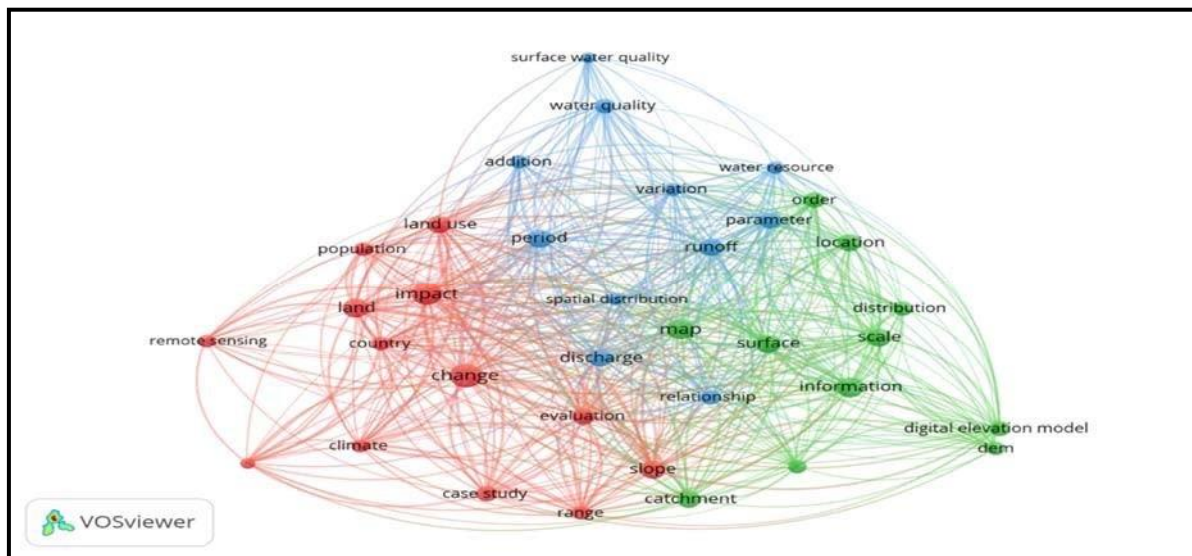 surface water quality
water quality
addition
water resource
variation
order
land use
parameter
population
period
runoff
location
impact
spatial distribution
land
distribution
map
remote sensing
country
surface
scale
discharge
change
information
relationship
evaluation
digital elevation model
climate
dem
slope
case study
catchment
range
VOSviewer